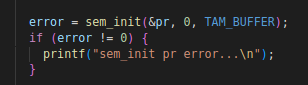 error = sem_init(&pr, 0, TAM_BUFFER);
if (error != 0) {
printf("sem_init pr error...\n");
}